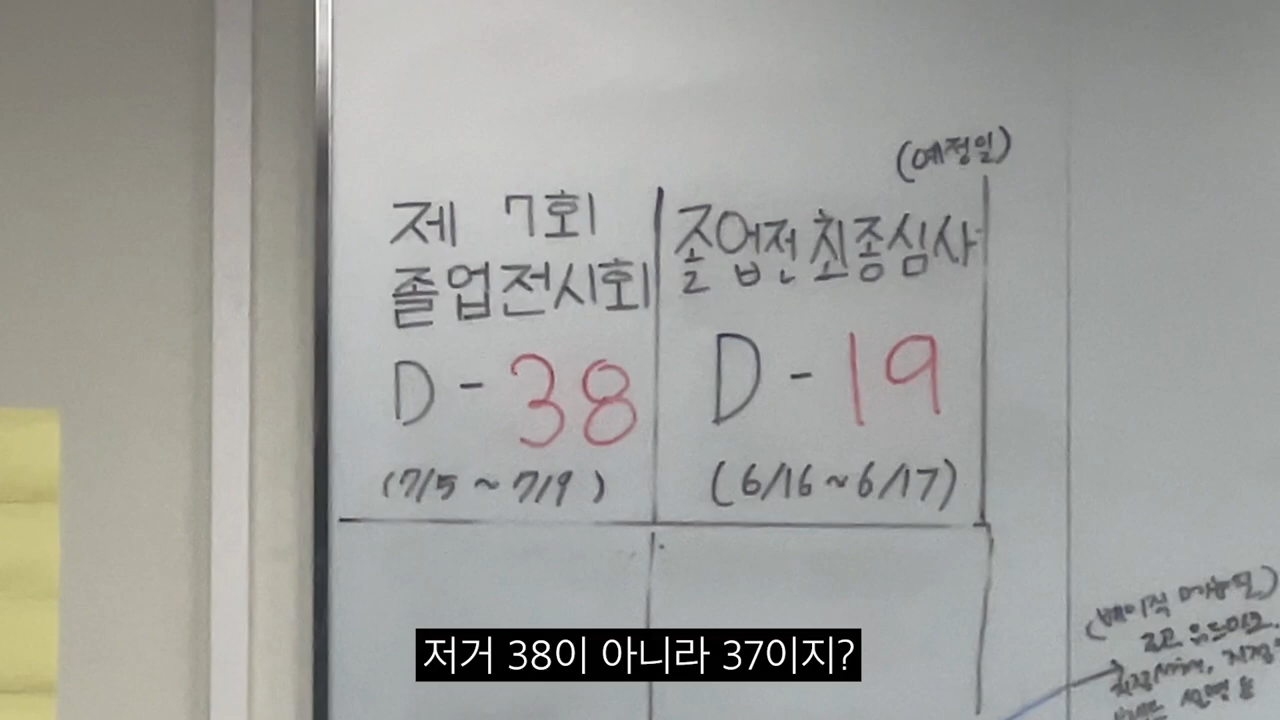 (예정일)
제 7회
졸업전시회
D-38
(7/5 ~ 7/9)
졸업전 최종심사
D-19
(6/16 ~ 6/17)
저거 38이 아니라 37이지?